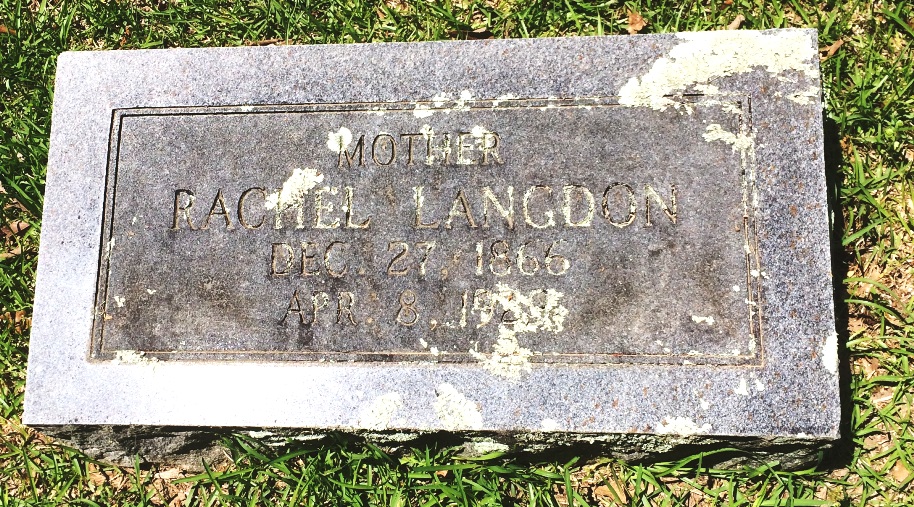 MOTHER
RACHEL LANGDON
DEC. 27, 1866
APR. 8,